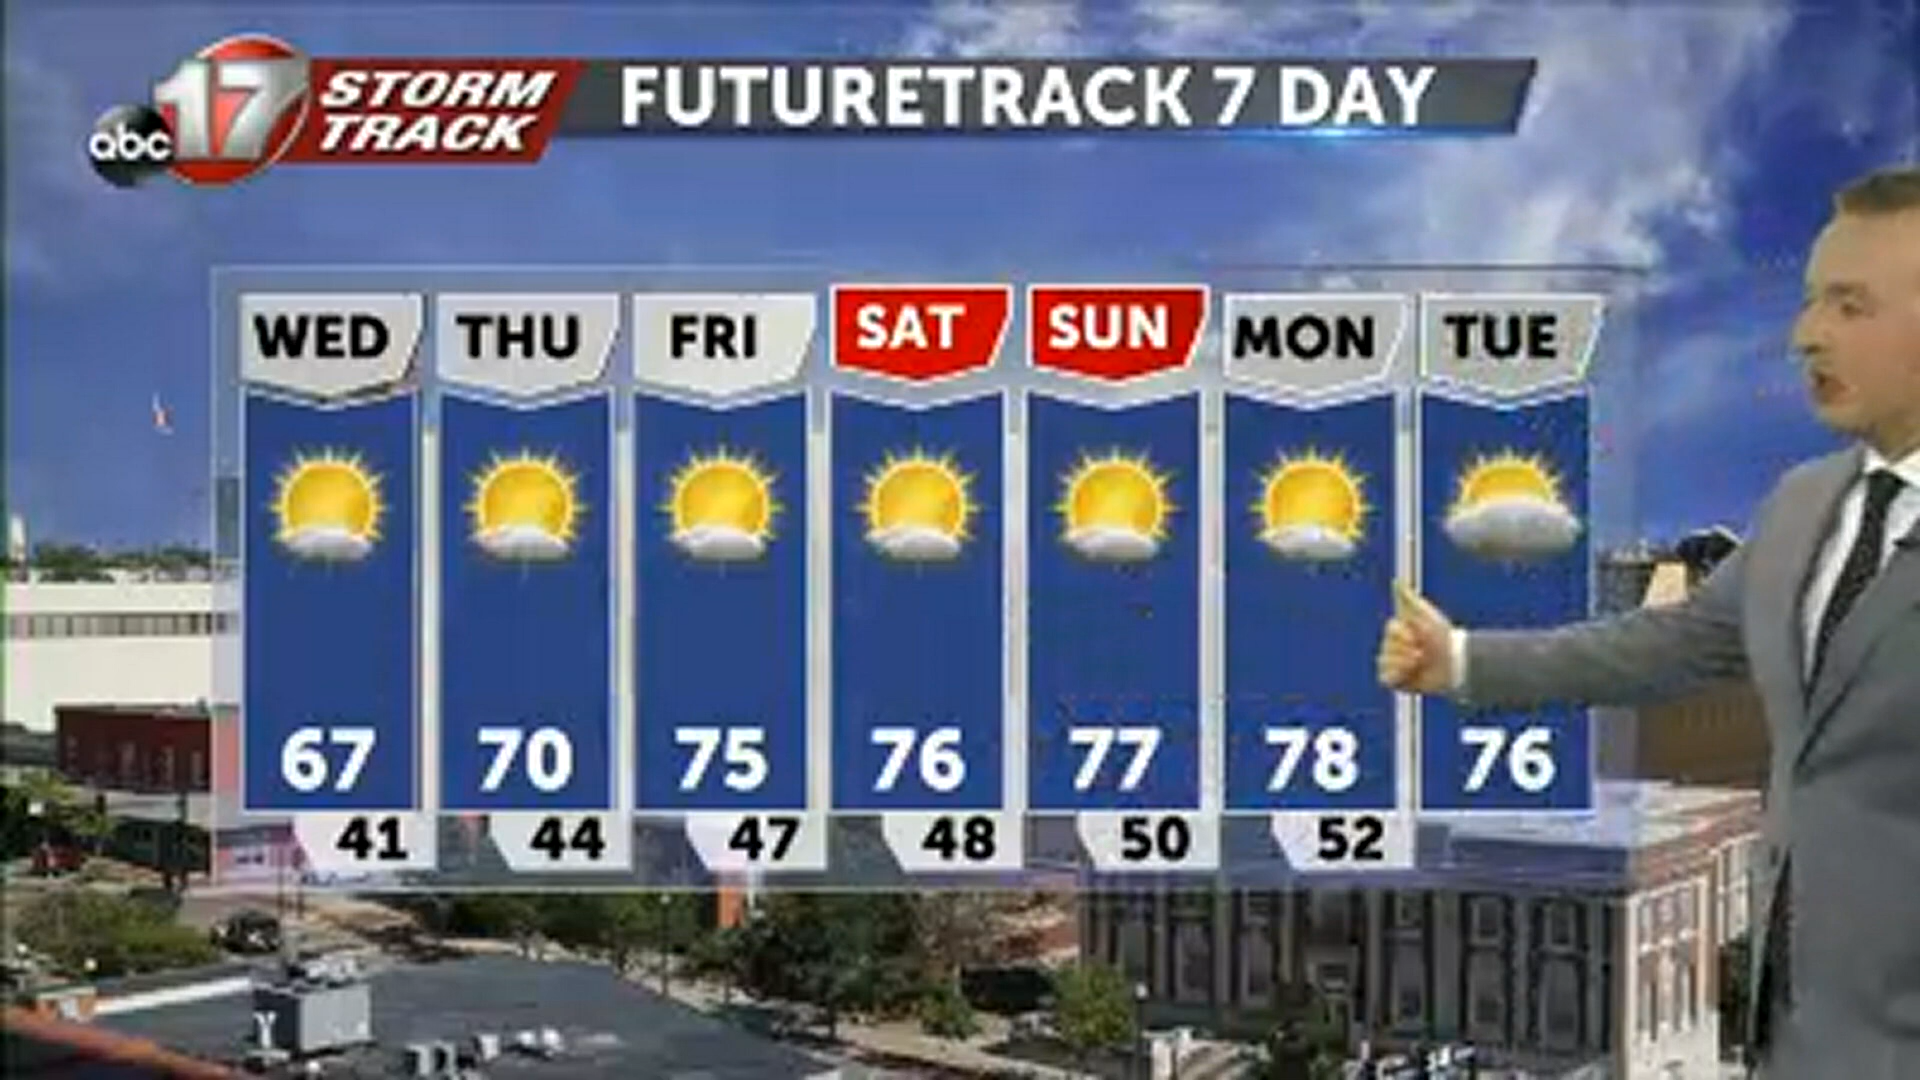 abc 17 STORM TRACK
FUTURETRACK 7 DAY
WED THU FRI SAT SUN MON TUE
67 70 75 76 77 78 76
41 44 47 48 50 52